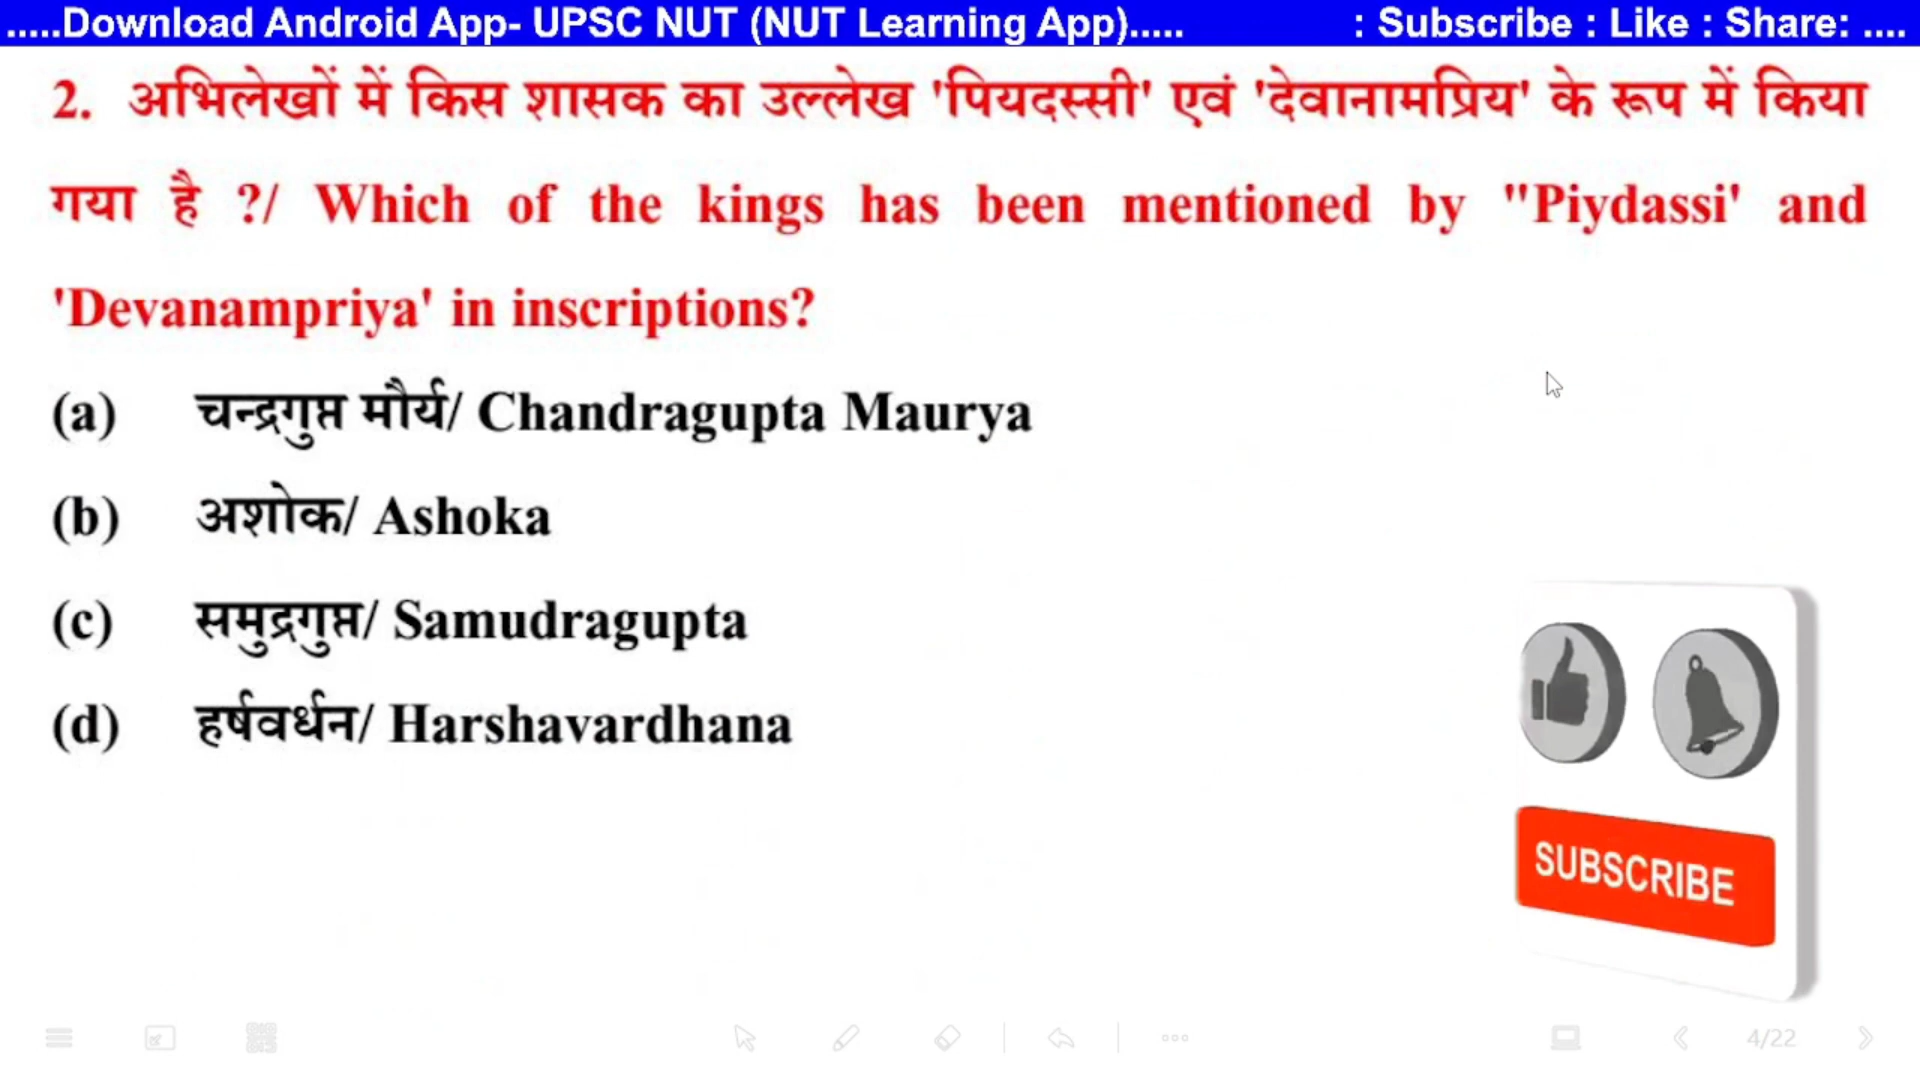 .....Download Android App- UPSC NUT (NUT Learning App)..... : Subscribe : Like : Share: ....
2. अभिलेखों में किस शासक का उल्लेख 'पियदस्सी' एवं 'देवानामप्रिय' के रूप में किया
गया है ?/ Which of the kings has been mentioned by "Piydassi' and
'Devanampriya' in inscriptions?
(a) चन्द्रगुप्त मौर्य/ Chandragupta Maurya
(b) अशोक/ Ashoka
(c) समुद्रगुप्त/ Samudragupta
(d) हर्षवर्धन/ Harshavardhana
SUBSCRIBE
4/22